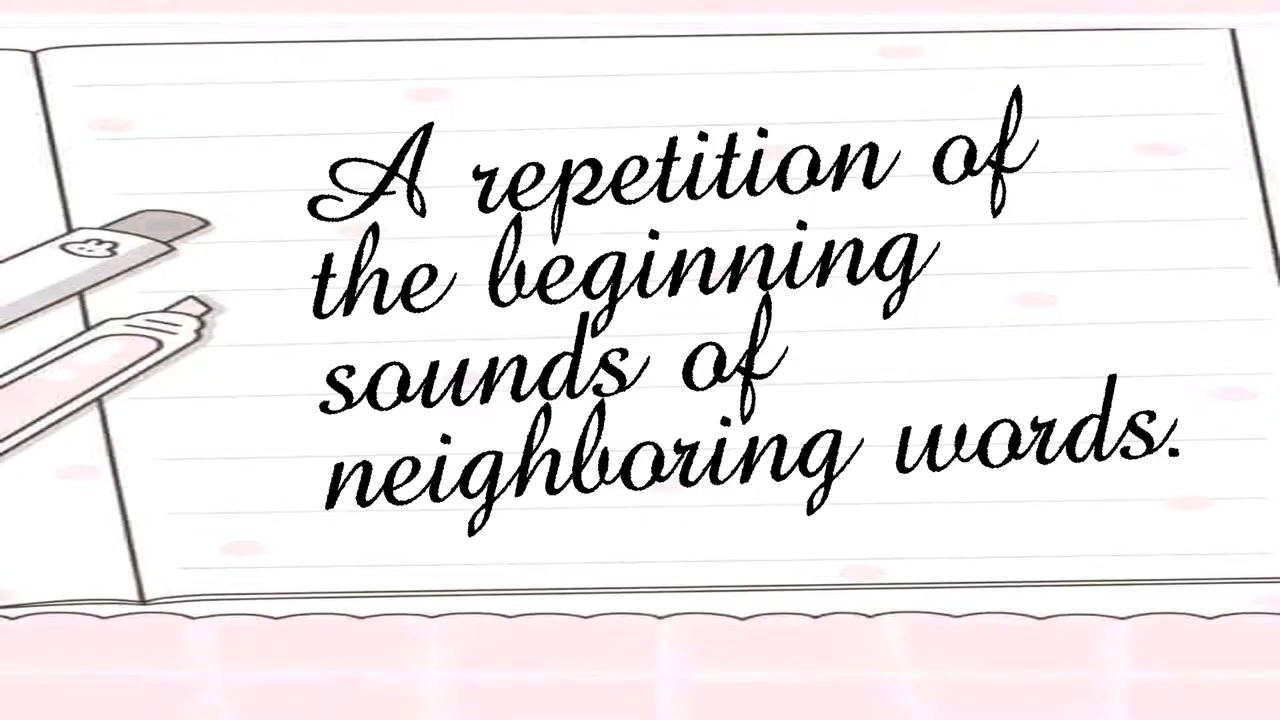 A repetition of
the beginning
sounds of
neighboring words.